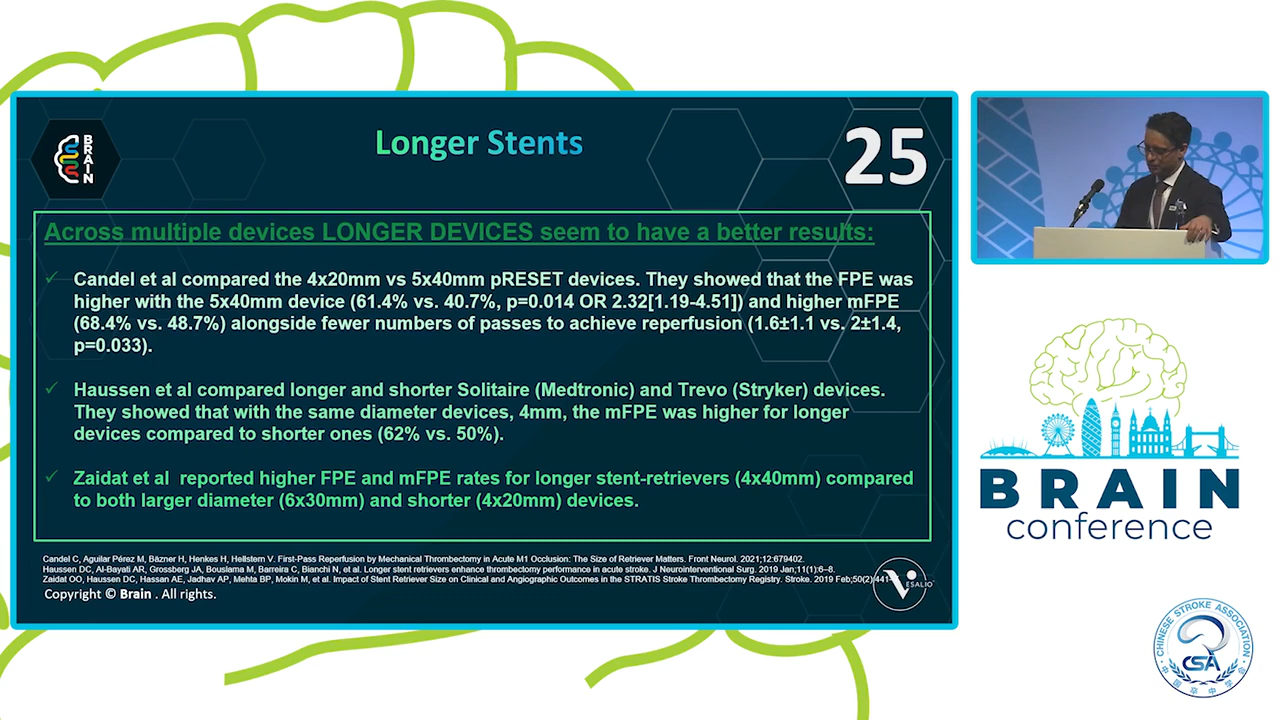 BRAIN
Longer Stents
25
Across multiple devices LONGER DEVICES seem to have a better results:
✓ Candel et al compared the 4x20mm vs 5x40mm pRESET devices. They showed that the FPE was
higher with the 5x40mm device (61.4% vs. 40.7%, p=0.014 OR 2.32[1.19-4.51]) and higher mFPE
(68.4% vs. 48.7%) alongside fewer numbers of passes to achieve reperfusion (1.6±1.1 vs. 2±1.4,
p=0.033).
✓ Haussen et al compared longer and shorter Solitaire (Medtronic) and Trevo (Stryker) devices.
They showed that with the same diameter devices, 4mm, the mFPE was higher for longer
devices compared to shorter ones (62% vs. 50%).
✓ Zaidat et al reported higher FPE and mFPE rates for longer stent-retrievers (4x40mm) compared
to both larger diameter (6x30mm) and shorter (4x20mm) devices.
Candel C, Aguilar Pérez M, Bäzner H, Henkes H, Hellstern V. First-Pass Reperfusion by Mechanical Thrombectomy in Acute M1 Occlusion: The Size of Retriever Matters. Front Neurol. 2021;12:679402.
Haussen DC, Al-Bayati AR, Grossberg JA, Bouslama M, Barreira C, Bianchi N, et al. Longer stent retrievers enhance thrombectomy performance in acute stroke. J Neurointerventional Surg. 2019 Jan;11(1):6–8.
Zaidat OO, Haussen DC, Hassan AE, Jadhav AP, Mehta BP, Mokin M, et al. Impact of Stent Retriever Size on Clinical and Angiographic Outcomes in the STRATIS Stroke Thrombectomy Registry. Stroke. 2019 Feb;50(2):441-
Copyright © Brain . All rights.
VESALIO
BRAIN
conference
CHINESE STROKE ASSOCIATION
CSA
中国卒中学会